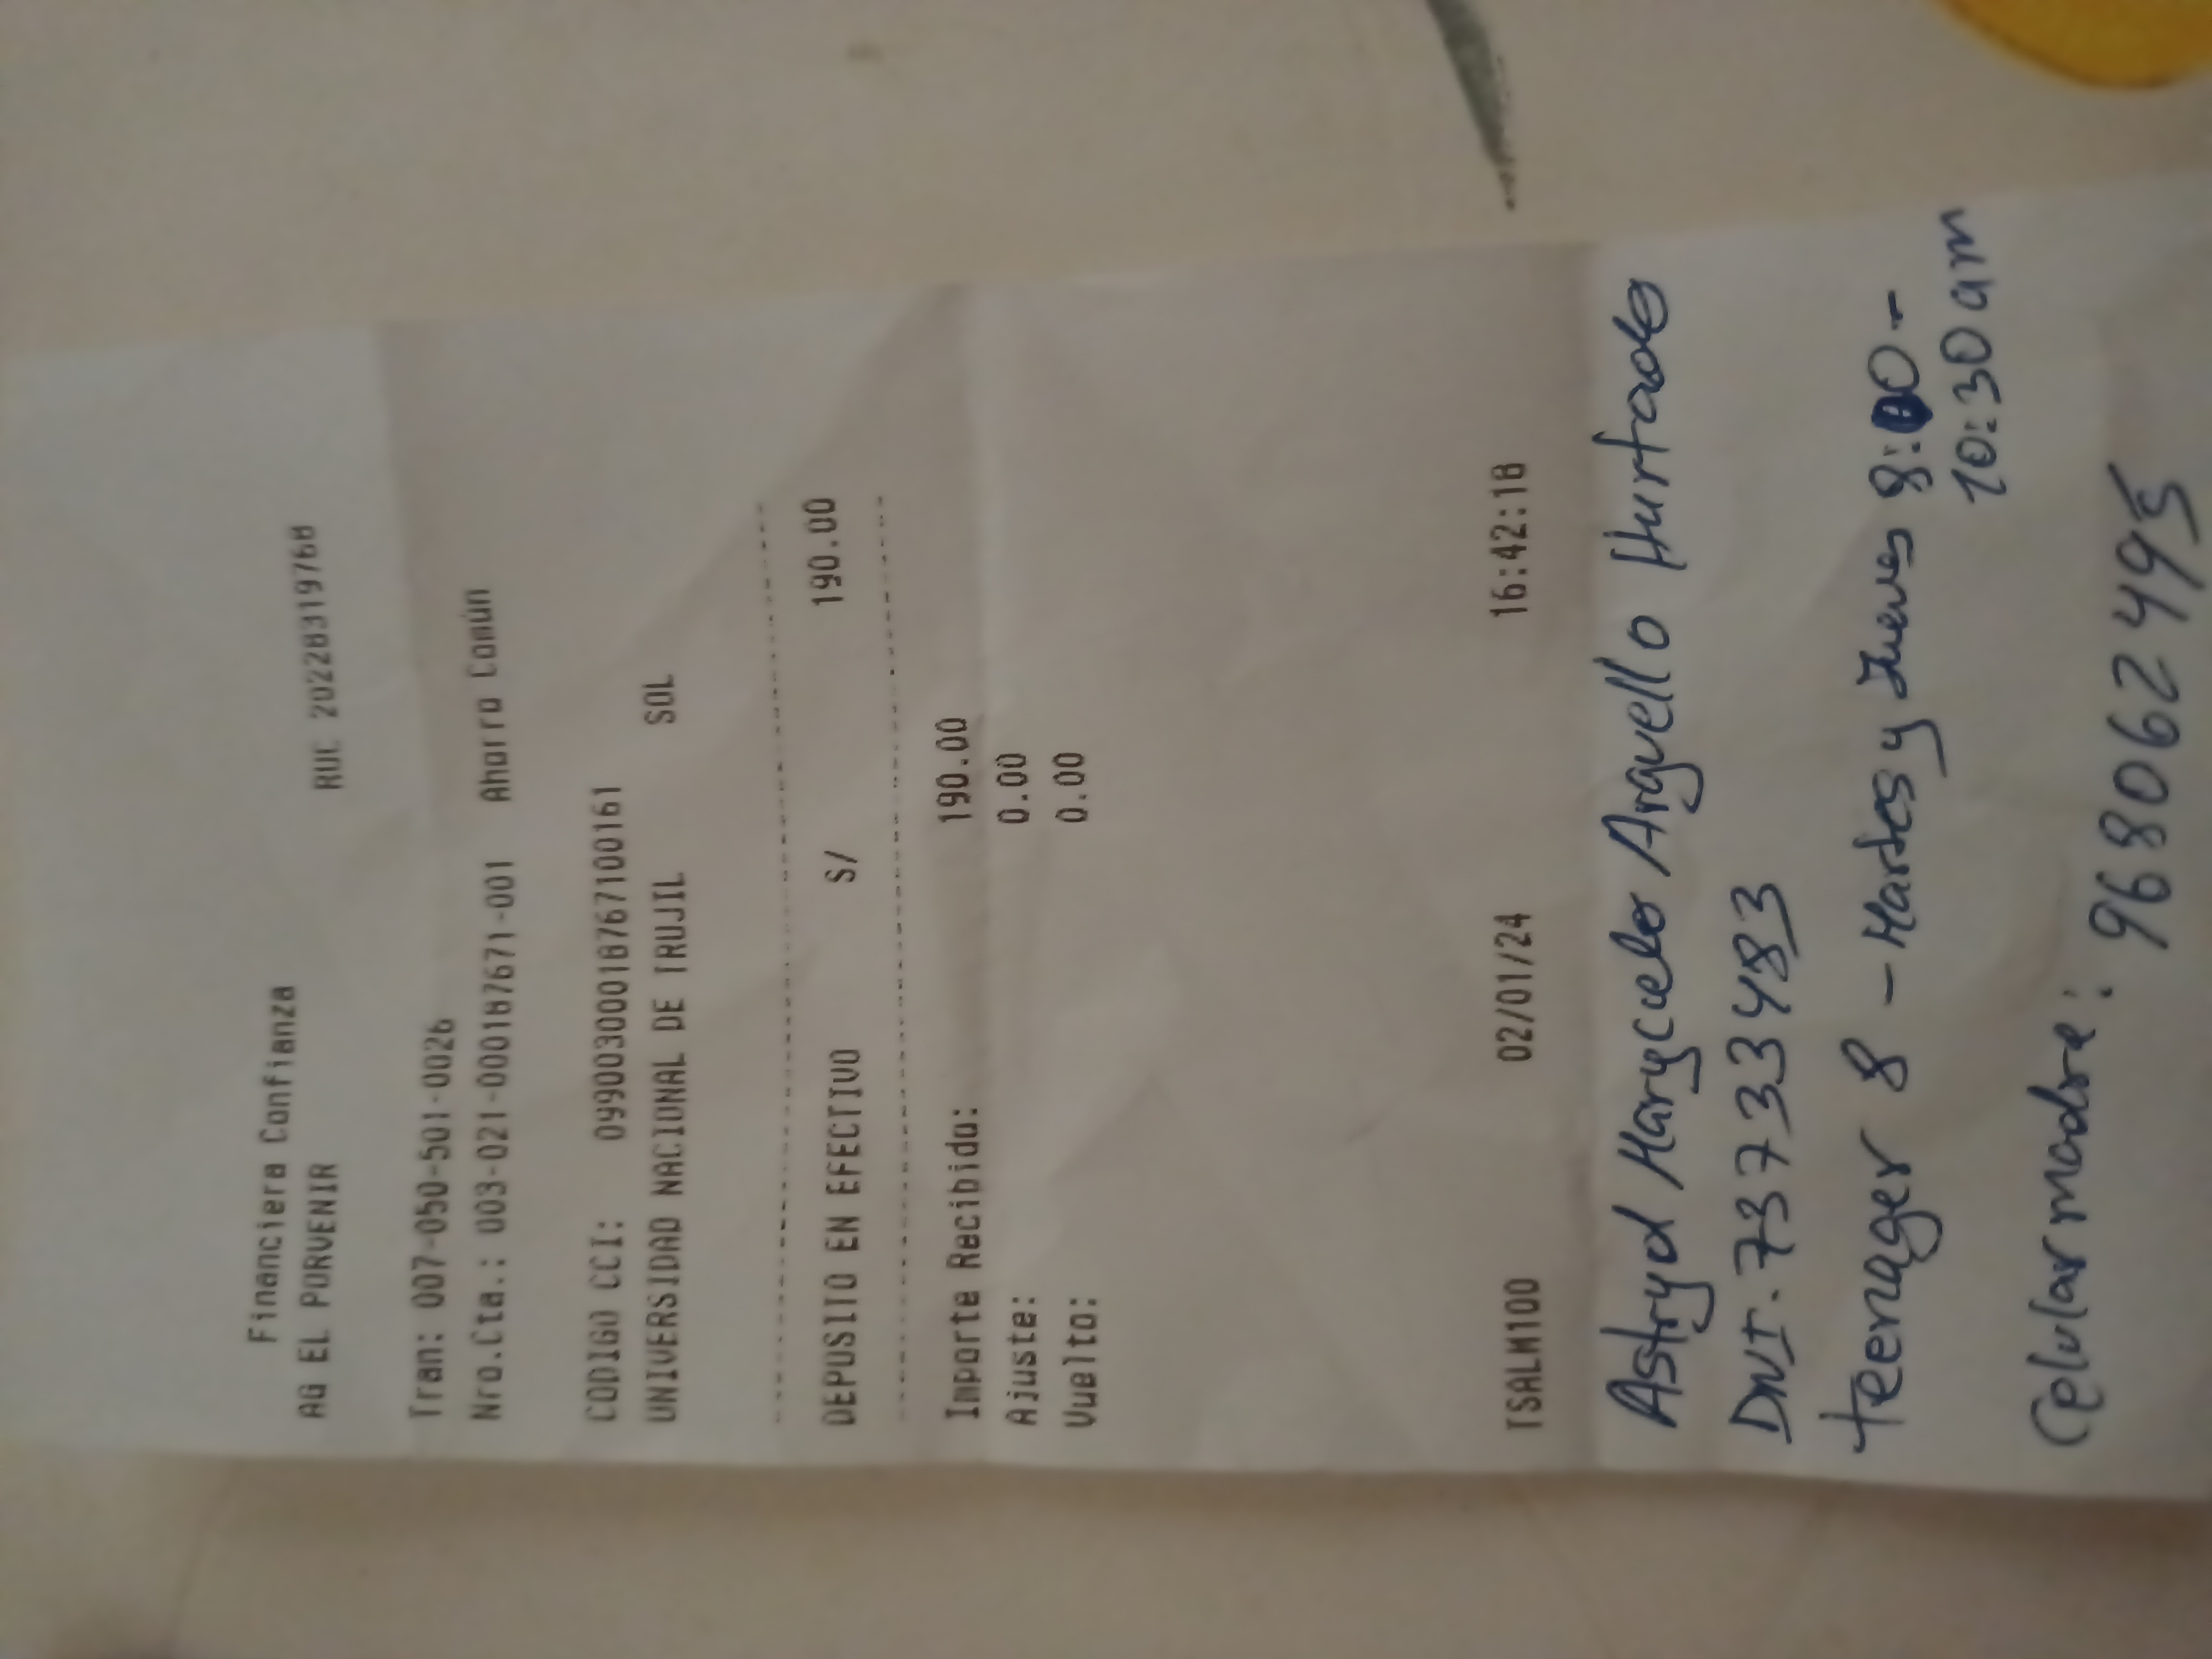 Financiera Confianza
AG EL PORVENIR RUC 20228319768
Tran: 007-050-501-0026
Nro.Cta.: 003-021-000187671-001 Ahorro Común
CODIGO CCI: 09900300018767100161
UNIVERSIDAD NACIONAL DE TRUJIL SOL
DEPOSITO EN EFECTIVO S/ 190.00
Importe Recibido: 190.00
Ajuste: 0.00
Vuelto: 0.00
TSALM100 02/01/24 16:42:18
Astryd Marycielo Arguello Hurtado
DNI. 73733483
Teenager 8 - Martes y Jueves 8:00 -
10:30 am
Celular madre: 968062495